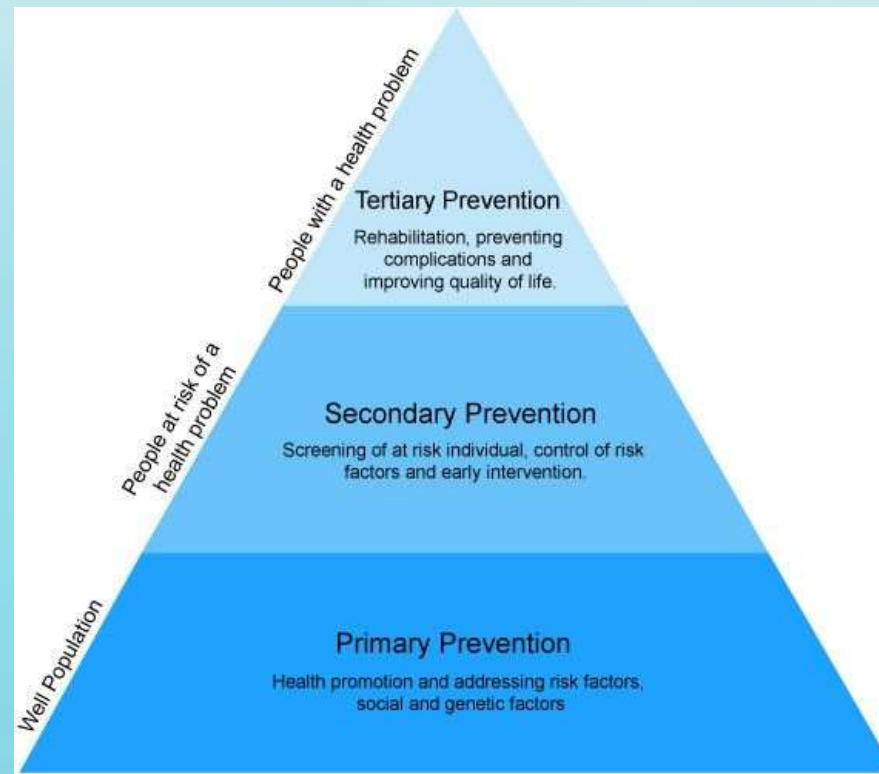 People with a health problem
Tertiary Prevention
Rehabilitation, preventing
complications and
improving quality of life.
People at risk of a
health problem
Secondary Prevention
Screening of at risk individual, control of risk
factors and early intervention.
Well Population
Primary Prevention
Health promotion and addressing risk factors,
social and genetic factors